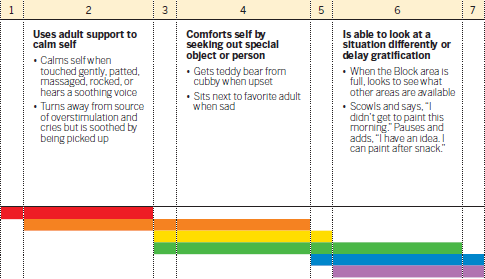 1 2 3 4 5 6 7
Uses adult support to
calm self
• Calms self when
touched gently, patted,
massaged, rocked, or
hears a soothing voice
• Turns away from source
of overstimulation and
cries but is soothed by
being picked up
Comforts self by
seeking out special
object or person
• Gets teddy bear from
cubby when upset
• Sits next to favorite adult
when sad
Is able to look at a
situation differently or
delay gratification
• When the Block area is
full, looks to see what
other areas are available
• Scowls and says, “I
didn’t get to paint this
morning.” Pauses and
adds, “I have an idea. I
can paint after snack.”